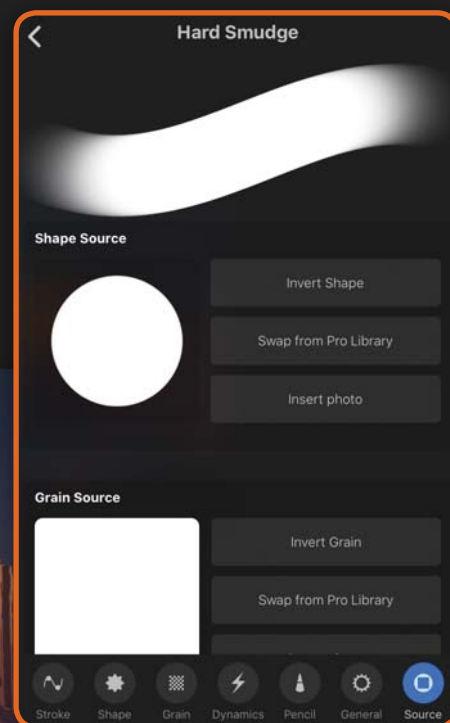 Hard Smudge
Shape Source
Invert Shape
Swap from Pro Library
Insert photo
Grain Source
Invert Grain
Swap from Pro Library
Stroke Shape Grain Dynamics Pencil General Source